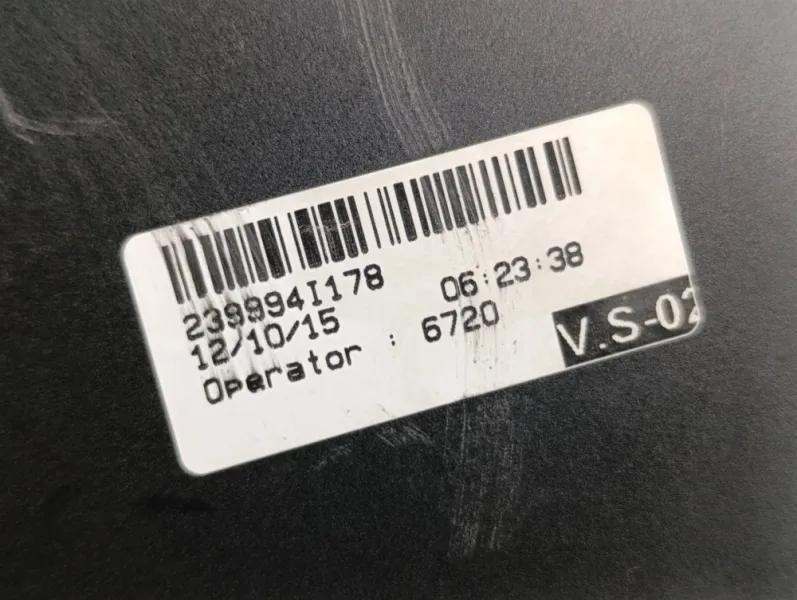 239994I178
12/10/15 06:23:38
Operator : 6720
V.S-02